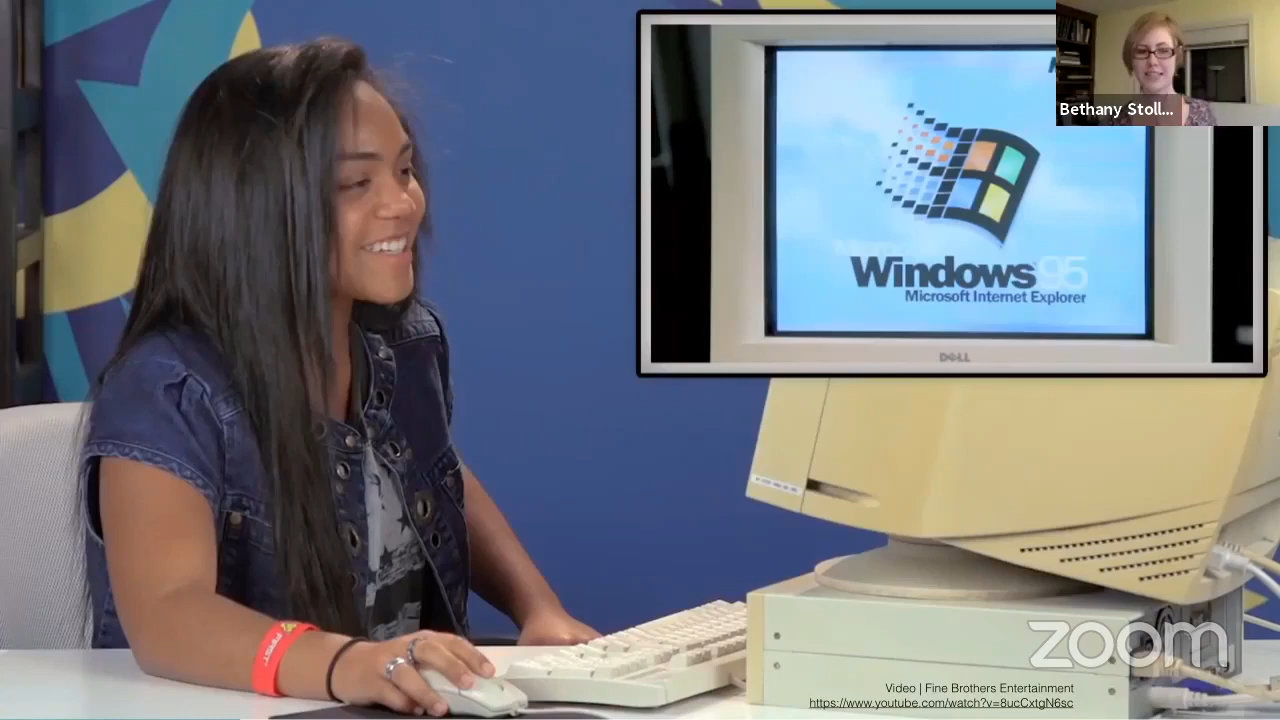 Bethany Stoll...
Windows 95
Microsoft Internet Explorer
DELL
FIRST
zoom
Video | Fine Brothers Entertainment
https://www.youtube.com/watch?v=8ucCxtgN6sc